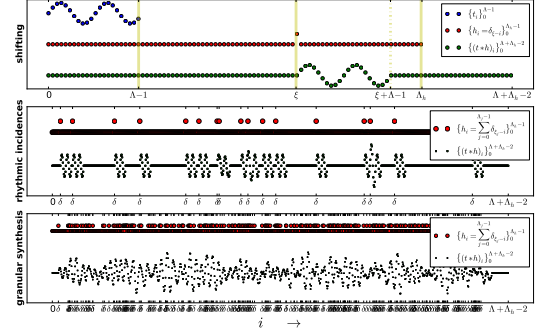 shifting
{t_i}_0^{Λ-1}
{h_i = δ_{ξ-i}}_0^{Λ_h-1}
{(t*h)_i}_0^{Λ+Λ_h-2}
0 Λ−1 ξ ξ+Λ−1 Λ_h Λ+Λ_h−2
rhythmic incidences
{h_i = ∑_{j=0}^{Λ_ξ-1} δ_{ξ_j-i}}_0^{Λ_h-1}
{(t*h)_i}_0^{Λ+Λ_h-2}
0 δ δ δ δ δ δ δ δ δ δ δ δ δ δ δ δ Λ+Λ_h−2
granular synthesis
{h_i = ∑_{j=0}^{Λ_ξ-1} δ_{ξ_j-i}}_0^{Λ_h-1}
{(t*h)_i}_0^{Λ+Λ_h-2}
0 δ Λ+Λ_h−2
i →